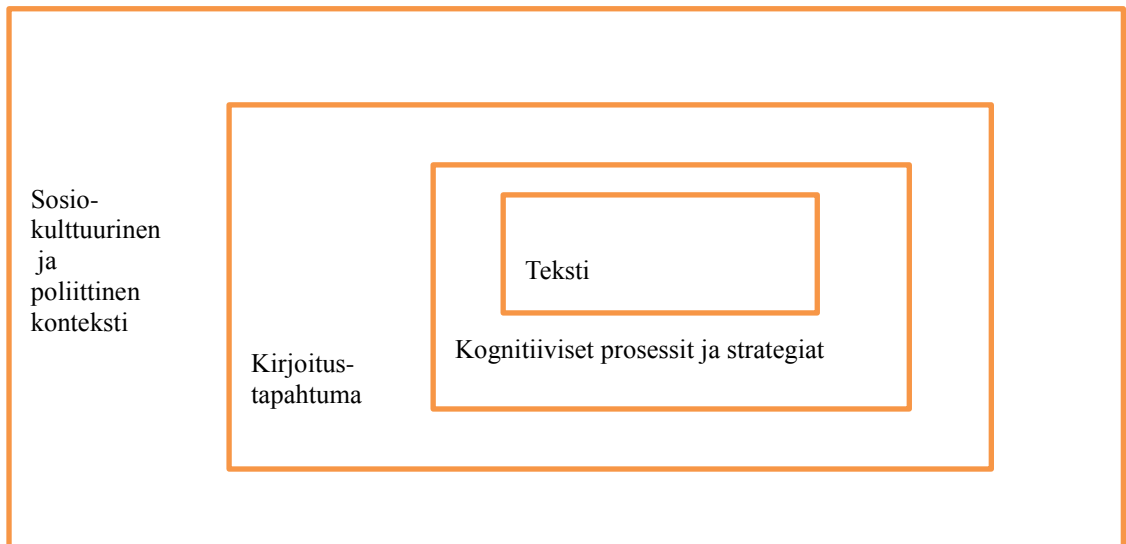 Sosio-
kulttuurinen
ja
poliittinen
konteksti
Kirjoitus-
tapahtuma
Teksti
Kognitiiviset prosessit ja strategiat